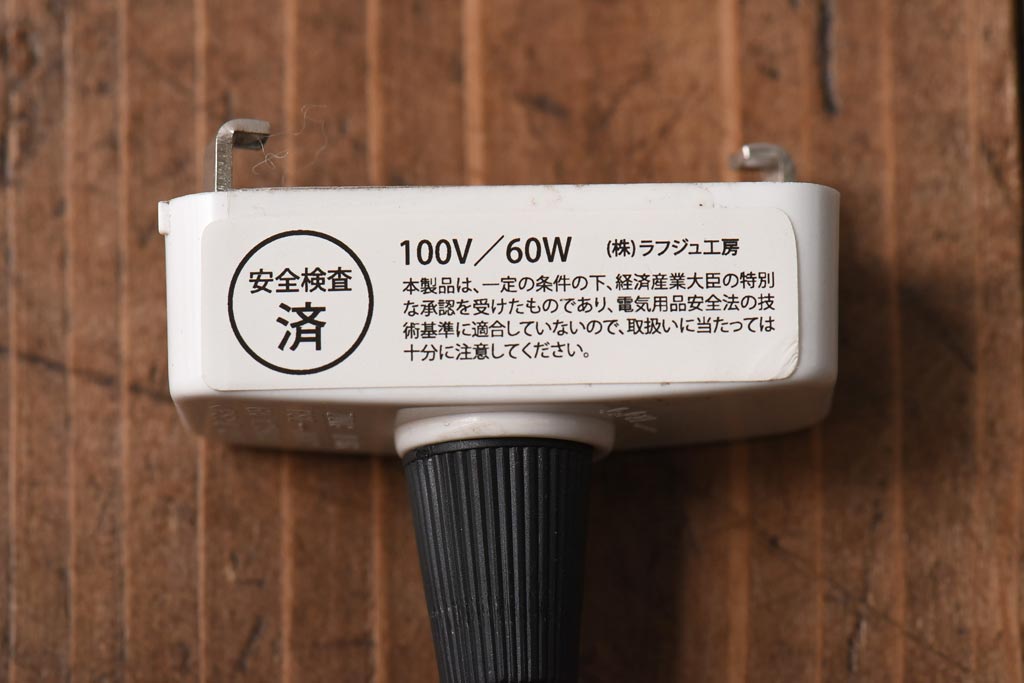 安全検査
済
100V／60W (株)ラフジュ工房
本製品は、一定の条件の下、経済産業大臣の特別
な承認を受けたものであり、電気用品安全法の技
術基準に適合していないので、取扱いに当たっては
十分に注意してください。